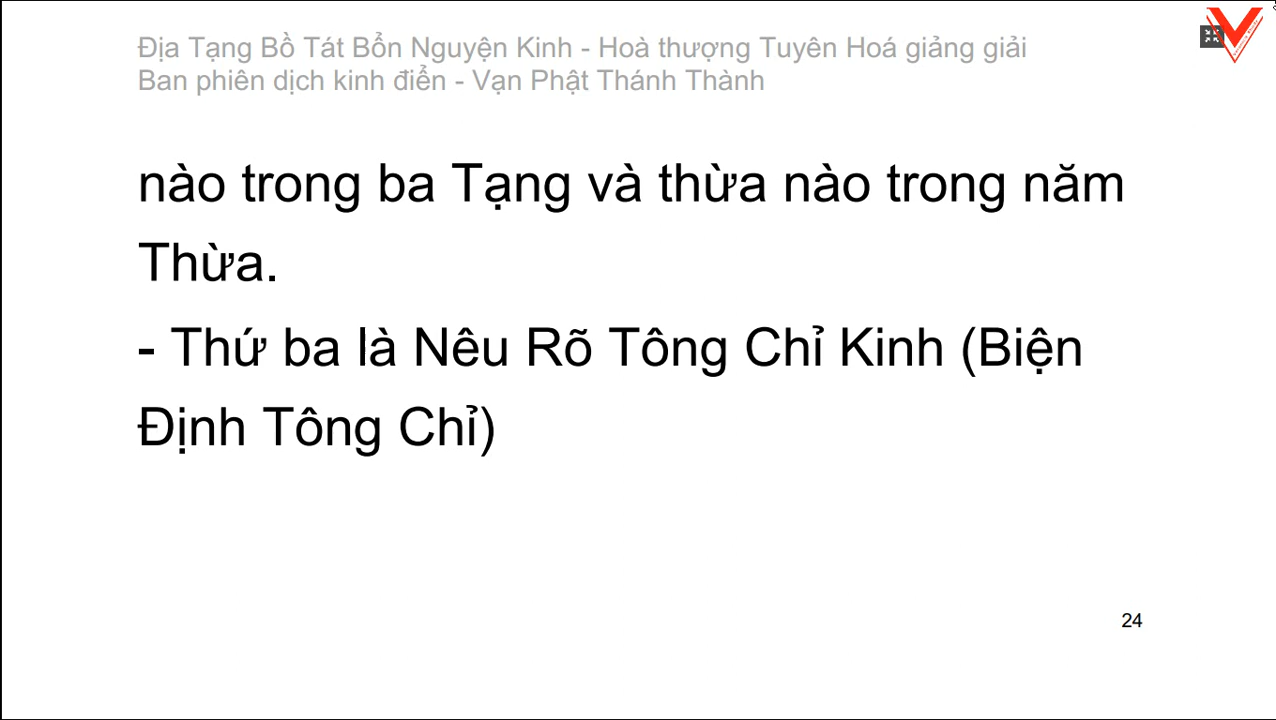 Địa Tạng Bồ Tát Bổn Nguyện Kinh - Hoà thượng Tuyên Hoá giảng giải
Ban phiên dịch kinh điển - Vạn Phật Thánh Thành
nào trong ba Tạng và thừa nào trong năm
Thừa.
- Thứ ba là Nêu Rõ Tông Chỉ Kinh (Biện
Định Tông Chỉ)
24